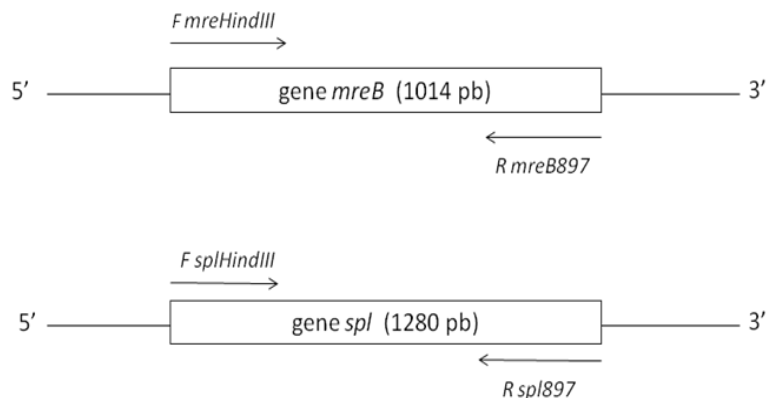 F mreHindIII
5’ gene mreB (1014 pb) 3’
R mreB897
F splHindIII
5’ gene spl (1280 pb) 3’
R spl897